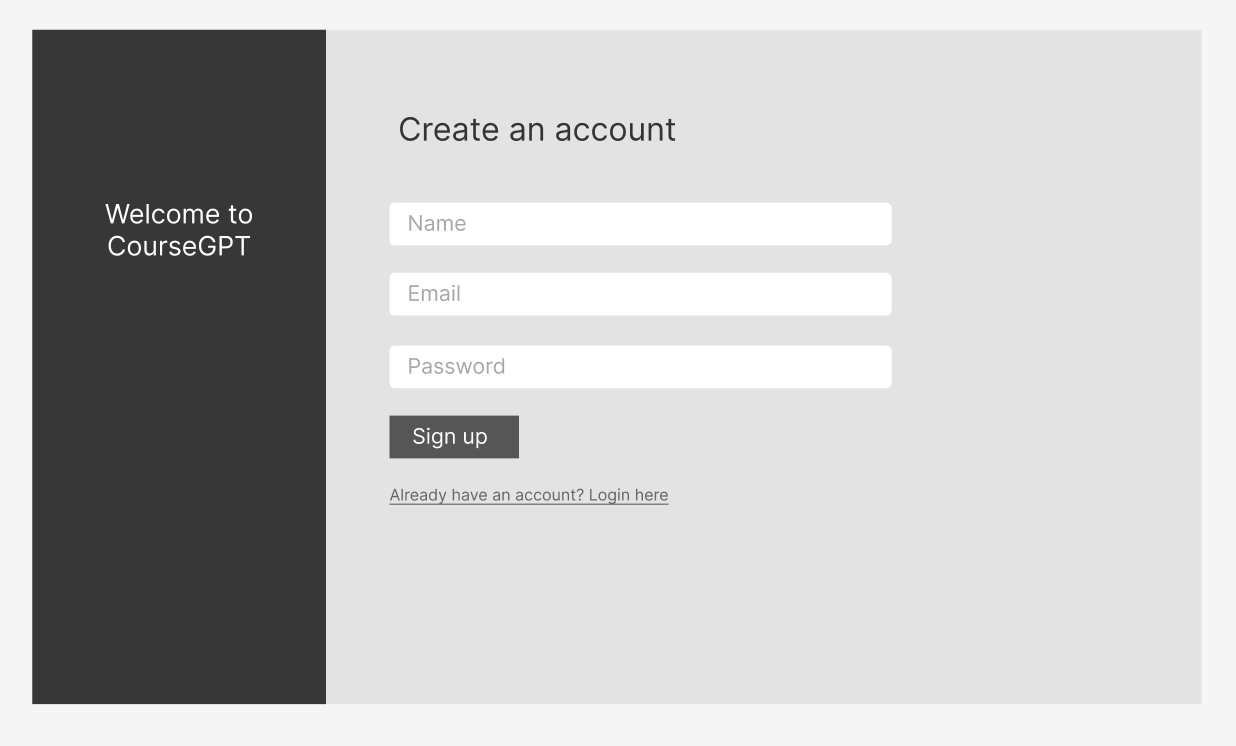 Welcome to
CourseGPT
Create an account
Name
Email
Password
Sign up
Already have an account? Login here